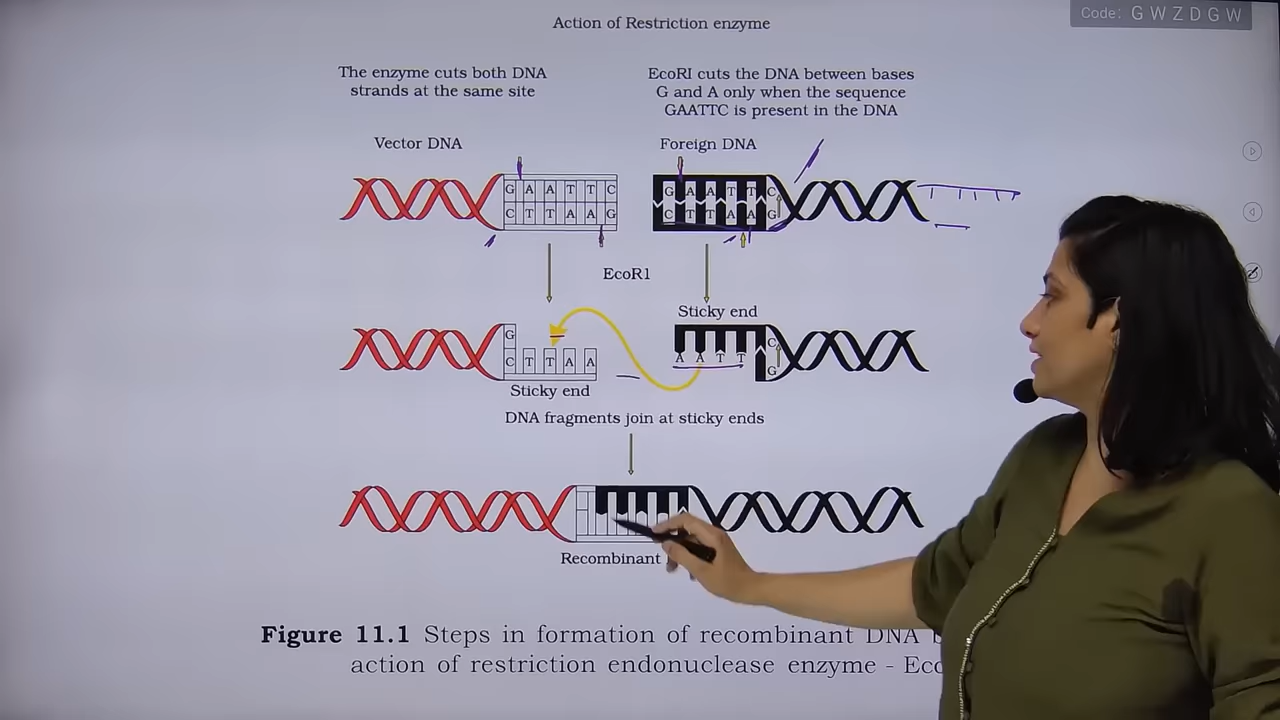 Code: G W Z D G W
Action of Restriction enzyme
The enzyme cuts both DNA
strands at the same site
EcoRI cuts the DNA between bases
G and A only when the sequence
GAATTC is present in the DNA
Vector DNA
Foreign DNA
G A A T T C
C T T A A G
G A A T T C
C T T A A G
EcoR1
Sticky end
G
C T T A A
A A T T
C
G
Sticky end
DNA fragments join at sticky ends
Recombinant
Figure 11.1 Steps in formation of recombinant DNA
action of restriction endonuclease enzyme -